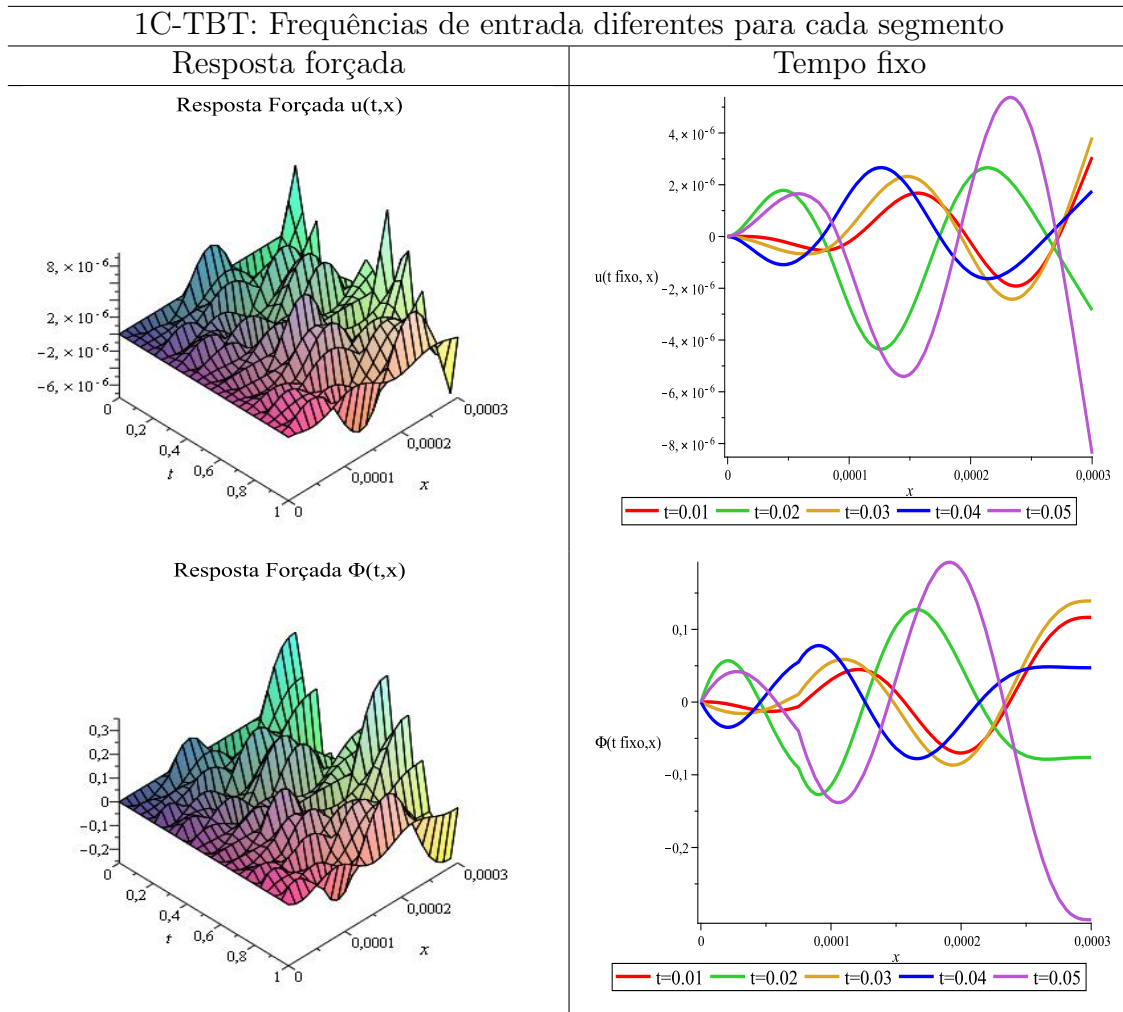 1C-TBT: Frequências de entrada diferentes para cada segmento
Resposta forçada
Tempo fixo
Resposta Forçada u(t,x)
8, × 10⁻⁶
2, × 10⁻⁶
−2, × 10⁻⁶
−6, × 10⁻⁶
0
0,2
0,4
0,6
0,8
1
t
0
0,0001
0,0002
0,0003
x
4, × 10⁻⁶
2, × 10⁻⁶
0
−2, × 10⁻⁶
−4, × 10⁻⁶
−6, × 10⁻⁶
−8, × 10⁻⁶
u(t fixo, x)
0 0,0001 0,0002 0,0003
x
t=0.01 t=0.02 t=0.03 t=0.04 t=0.05
Resposta Forçada Φ(t,x)
0,3
0,2
0,1
0
−0,1
−0,2
0
0,2
0,4
0,6
0,8
1
t
0
0,0001
0,0002
0,0003
x
0,1
0
−0,1
−0,2
Φ(t fixo,x)
0 0,0001 0,0002 0,0003
x
t=0.01 t=0.02 t=0.03 t=0.04 t=0.05